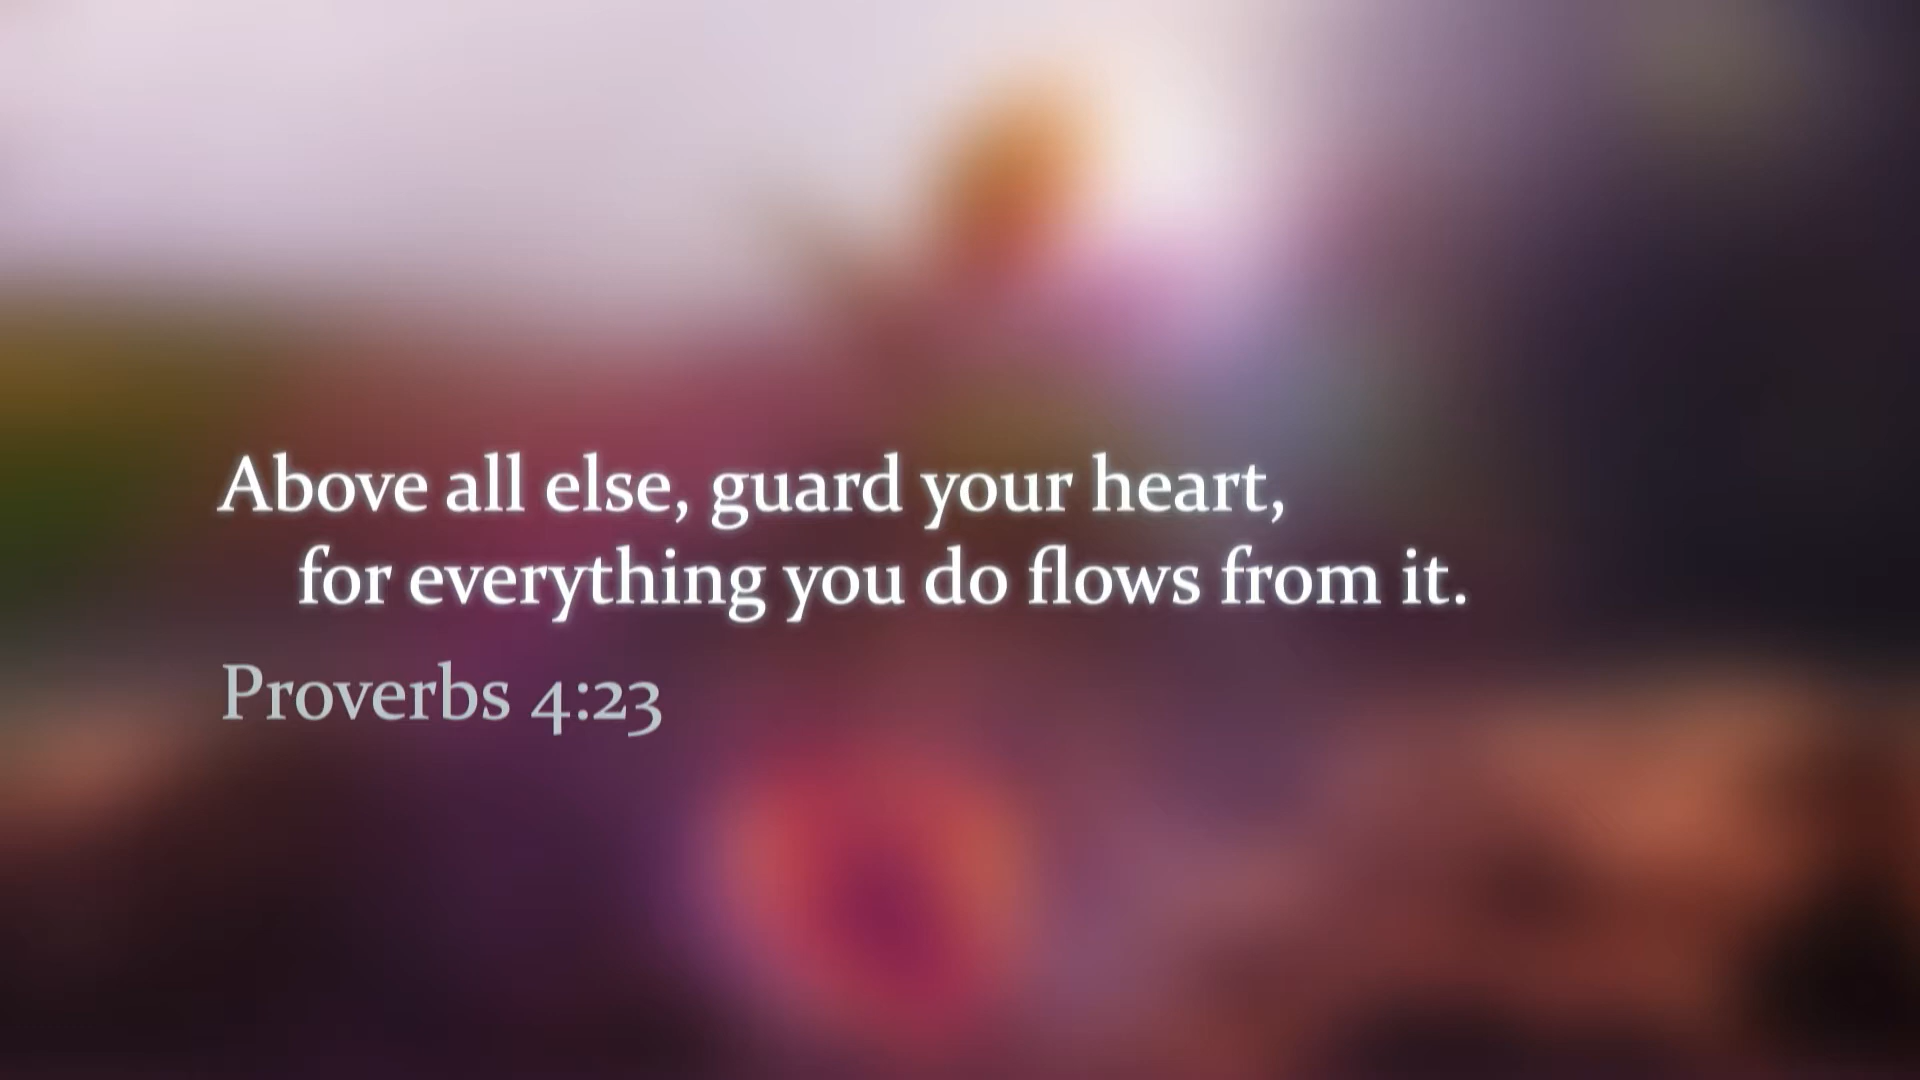 Above all else, guard your heart,
for everything you do flows from it.
Proverbs 4:23